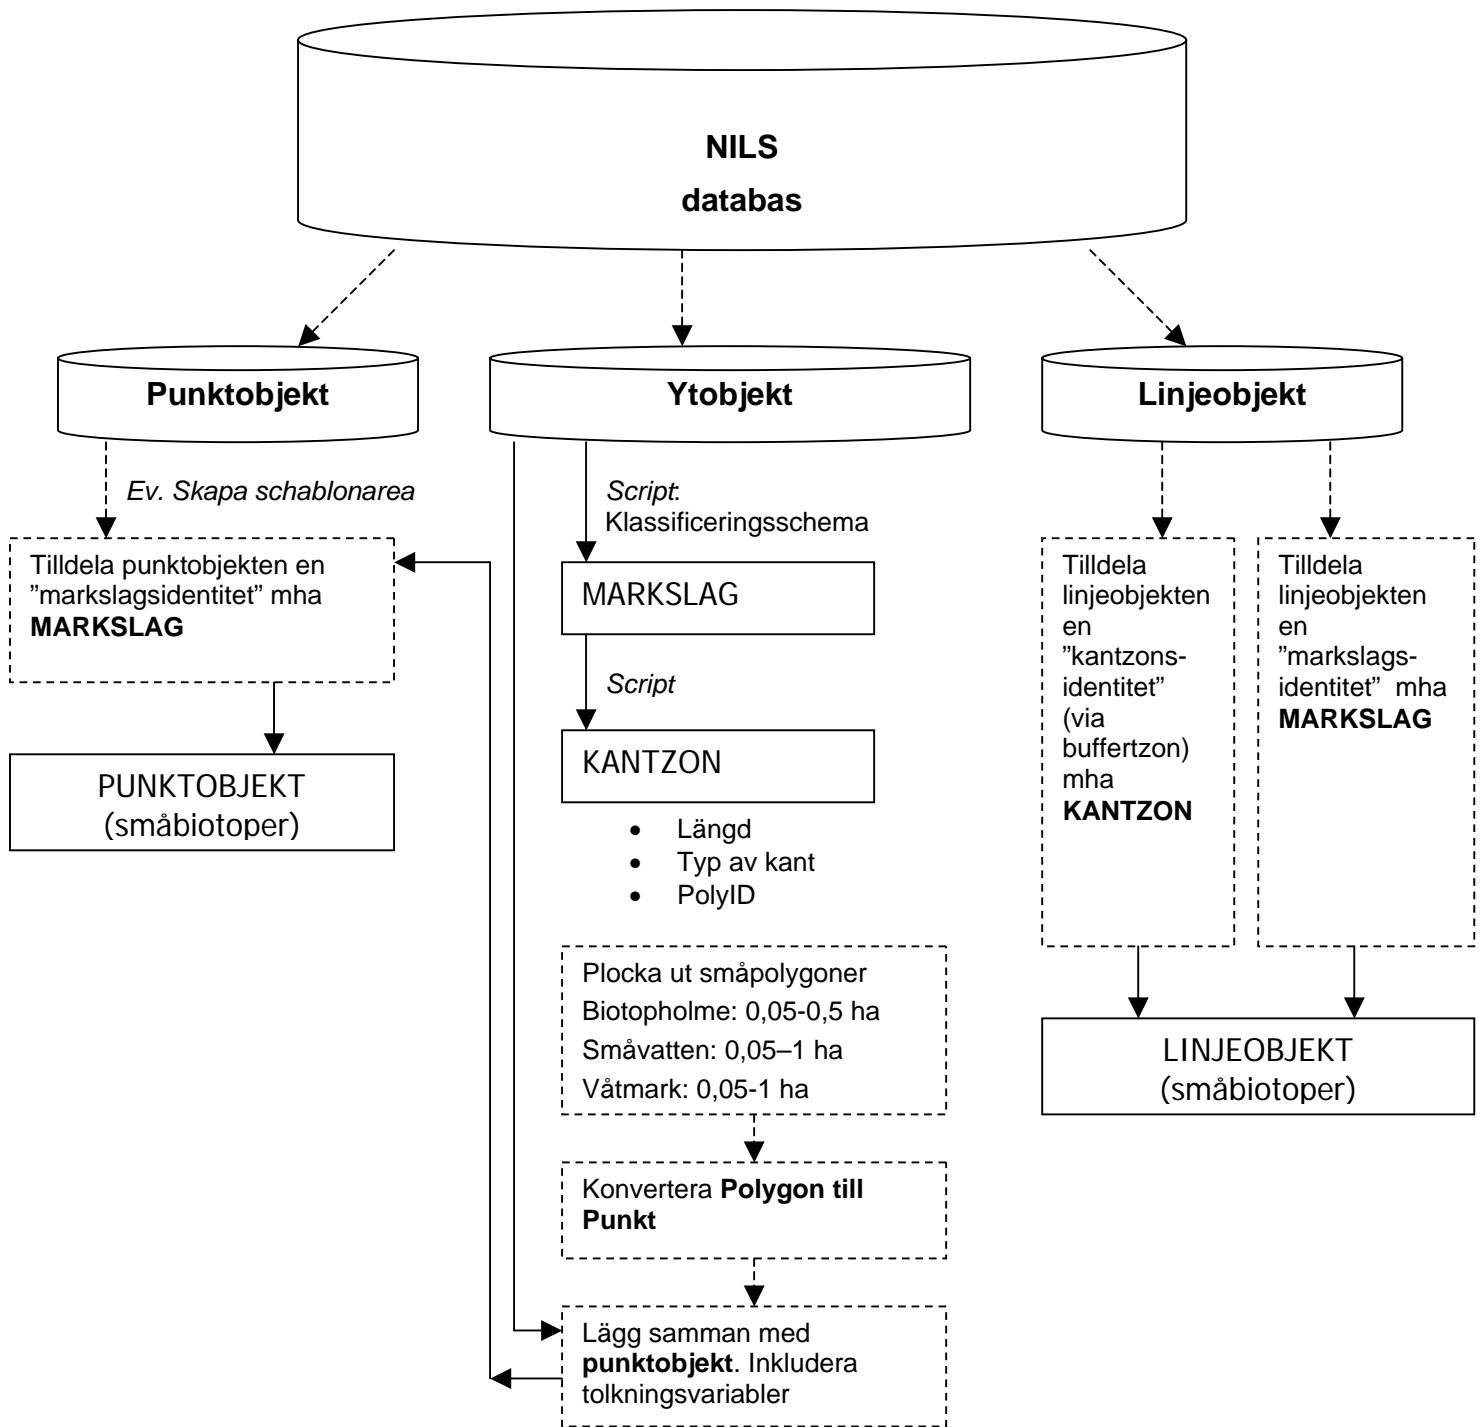 NILS
databas
Punktobjekt
Ytobjekt
Linjeobjekt
Ev. Skapa schablonarea
Tilldela punktobjekten en
”markslagsidentitet” mha
MARKSLAG
PUNKTOBJEKT
(småbiotoper)
Script:
Klassificeringsschema
MARKSLAG
Script
KANTZON
• Längd
• Typ av kant
• PolyID
Plocka ut småpolygoner
Biotopholme: 0,05-0,5 ha
Småvatten: 0,05–1 ha
Våtmark: 0,05-1 ha
Konvertera Polygon till
Punkt
Lägg samman med
punktobjekt. Inkludera
tolkningsvariabler
Tilldela
linjeobjekten
en
”kantzons-
identitet”
(via
buffertzon)
mha
KANTZON
Tilldela
linjeobjekten
en
”markslags-
identitet” mha
MARKSLAG
LINJEOBJEKT
(småbiotoper)